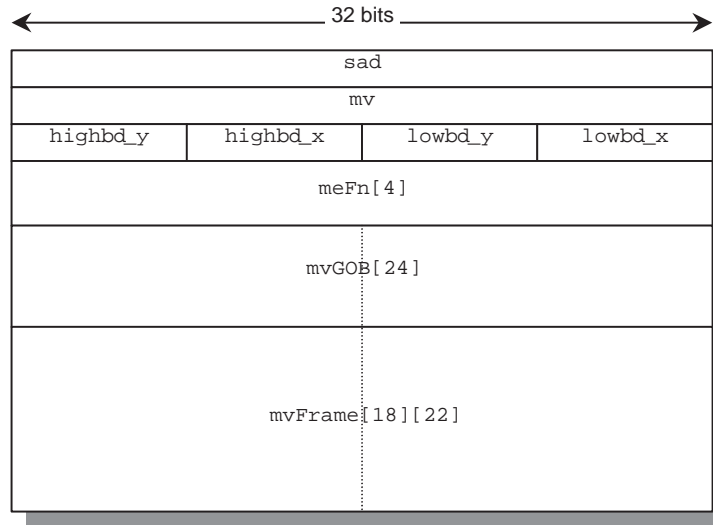 32 bits
sad
mv
highbd_y highbd_x lowbd_y lowbd_x
meFn[4]
mvGOB[24]
mvFrame[18][22]